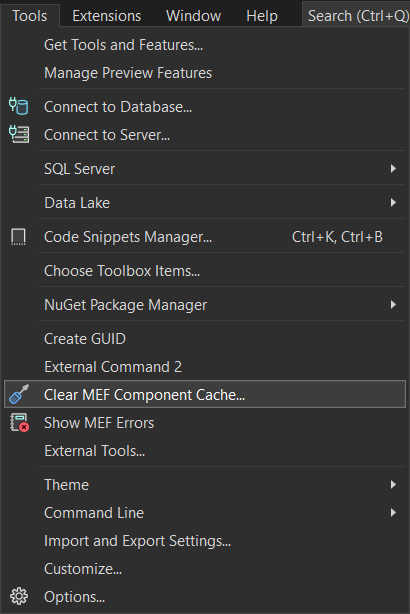 Tools Extensions Window Help Search (Ctrl+Q)
Get Tools and Features...
Manage Preview Features
Connect to Database...
Connect to Server...
SQL Server
Data Lake
Code Snippets Manager... Ctrl+K, Ctrl+B
Choose Toolbox Items...
NuGet Package Manager
Create GUID
External Command 2
Clear MEF Component Cache...
Show MEF Errors
External Tools...
Theme
Command Line
Import and Export Settings...
Customize...
Options...